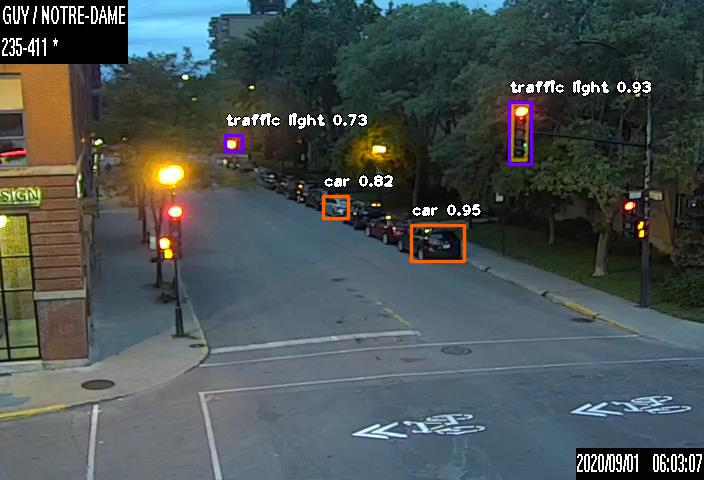 GUY / NOTRE-DAME
235-411 *
traffic light 0.93
traffic light 0.73
car 0.82
car 0.95
SIGN
2020/09/01 06:03:07